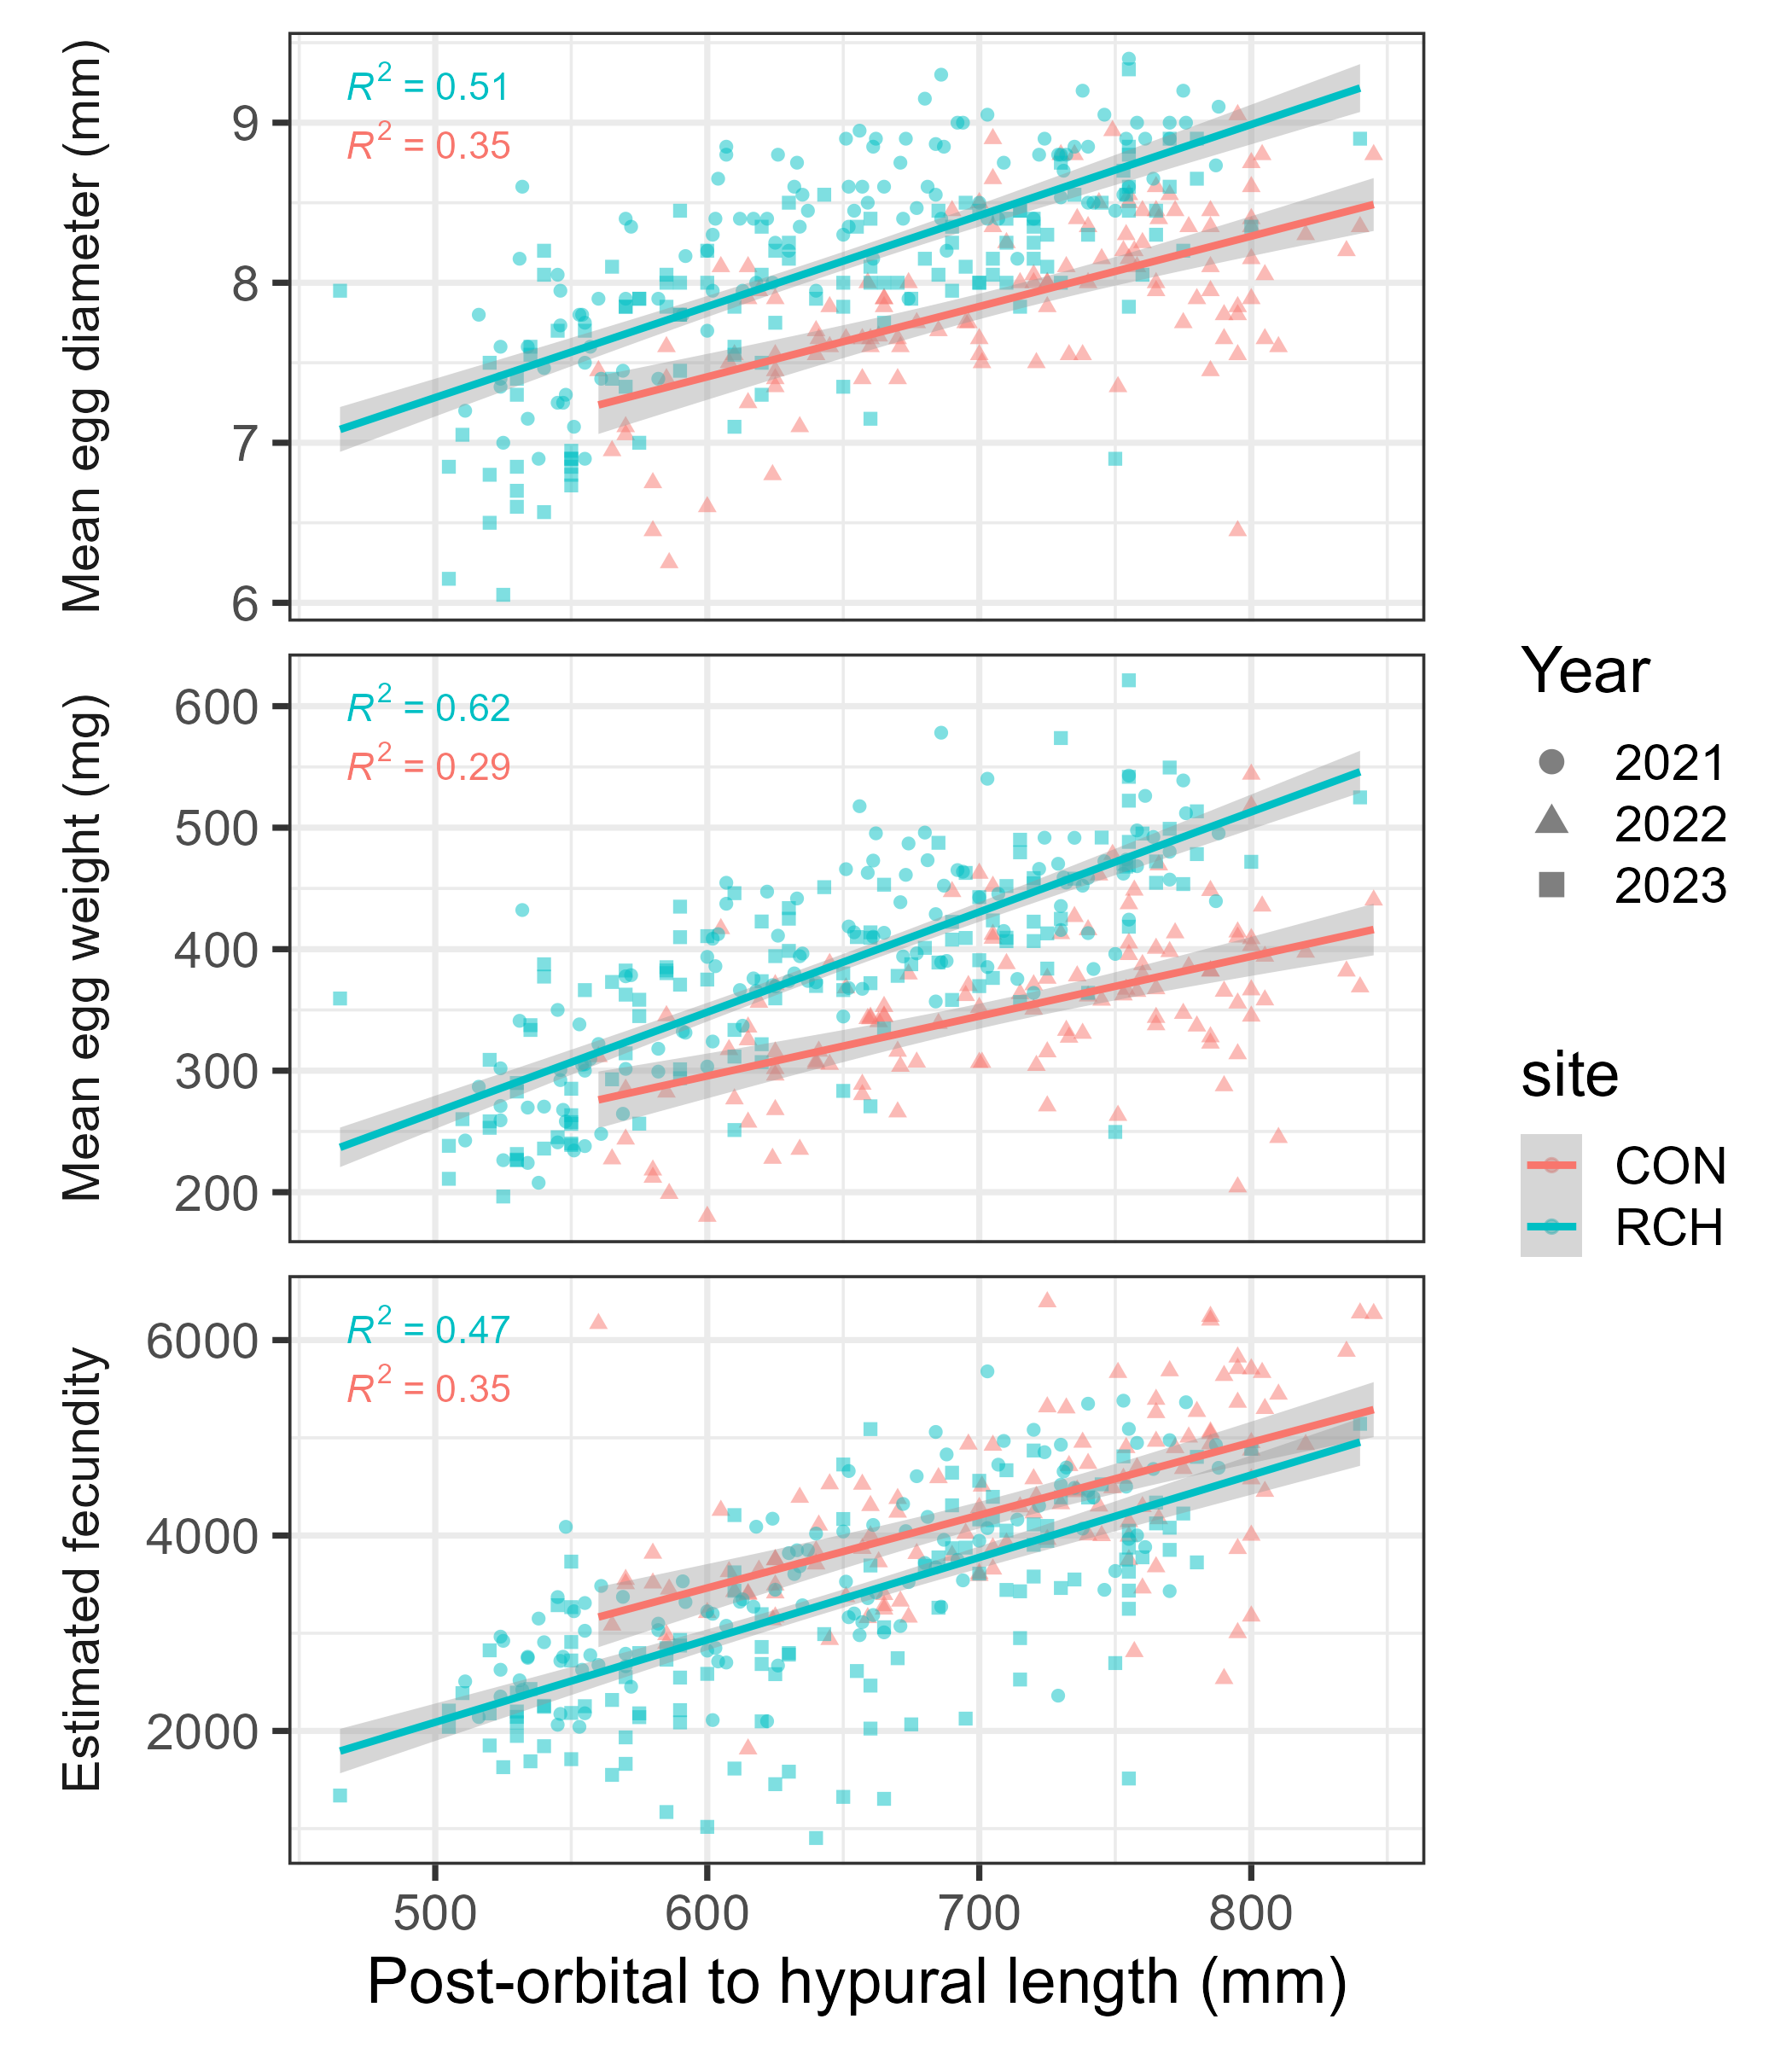 Mean egg diameter (mm)
R² = 0.51
R² = 0.35
9
8
7
6
Mean egg weight (mg)
R² = 0.62
R² = 0.29
600
500
400
300
200
Estimated fecundity
R² = 0.47
R² = 0.35
6000
4000
2000
500 600 700 800
Post-orbital to hypural length (mm)
Year
2021
2022
2023
site
CON
RCH